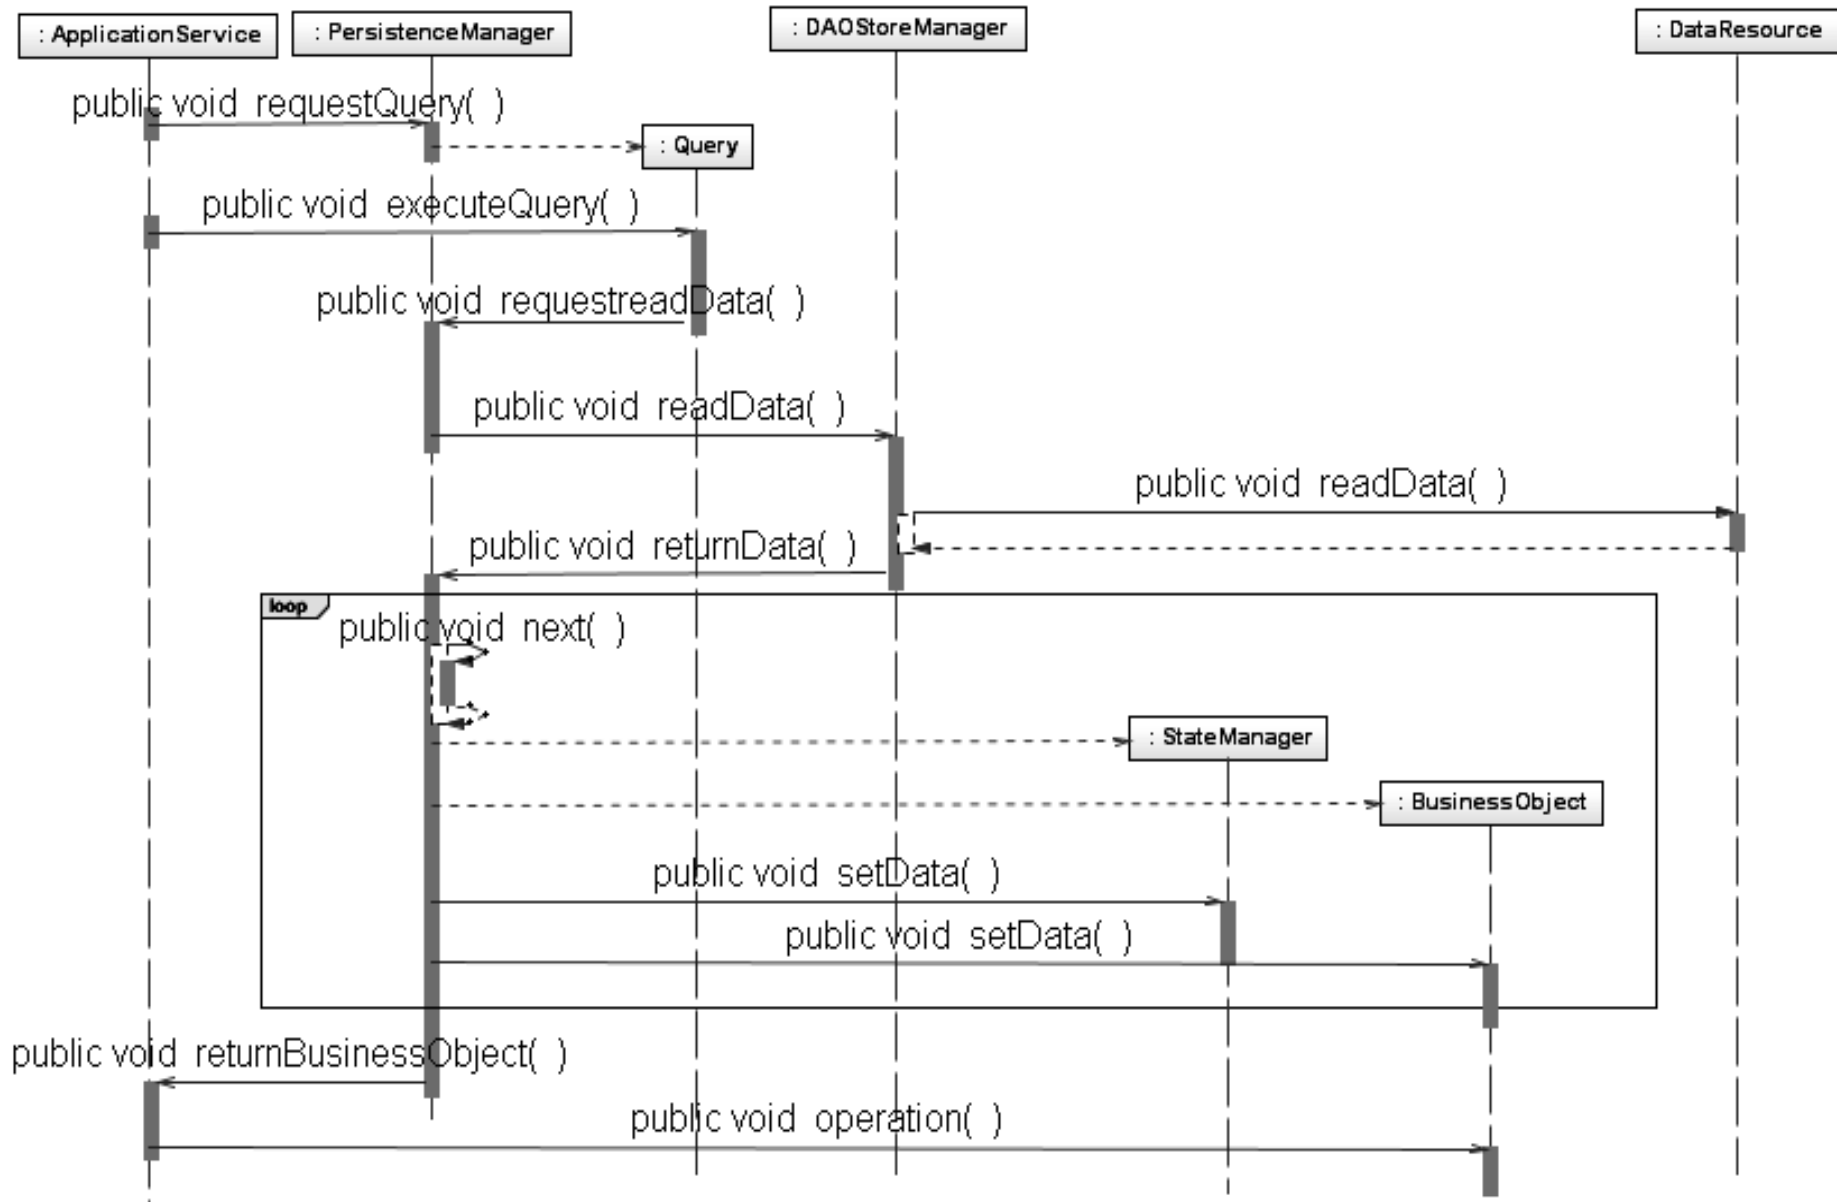 : ApplicationService
: PersistenceManager
: DAOStoreManager
: DataResource
public void requestQuery( )
: Query
public void executeQuery( )
public void requestreadData( )
public void readData( )
public void readData( )
public void returnData( )
loop
public void next( )
: StateManager
: BusinessObject
public void setData( )
public void setData( )
public void returnBusinessObject( )
public void operation( )